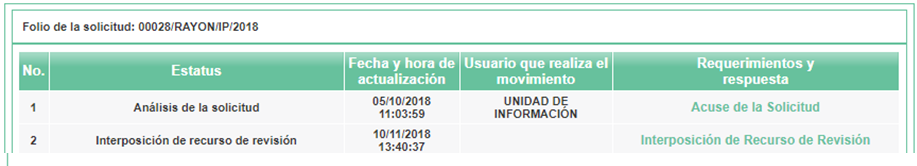 Folio de la solicitud: 00028/RAYON/IP/2018
No. Estatus Fecha y hora de actualización Usuario que realiza el movimiento Requerimientos y respuesta
1 Análisis de la solicitud 05/10/2018 11:03:59 UNIDAD DE INFORMACIÓN Acuse de la Solicitud
2 Interposición de recurso de revisión 10/11/2018 13:40:37 Interposición de Recurso de Revisión